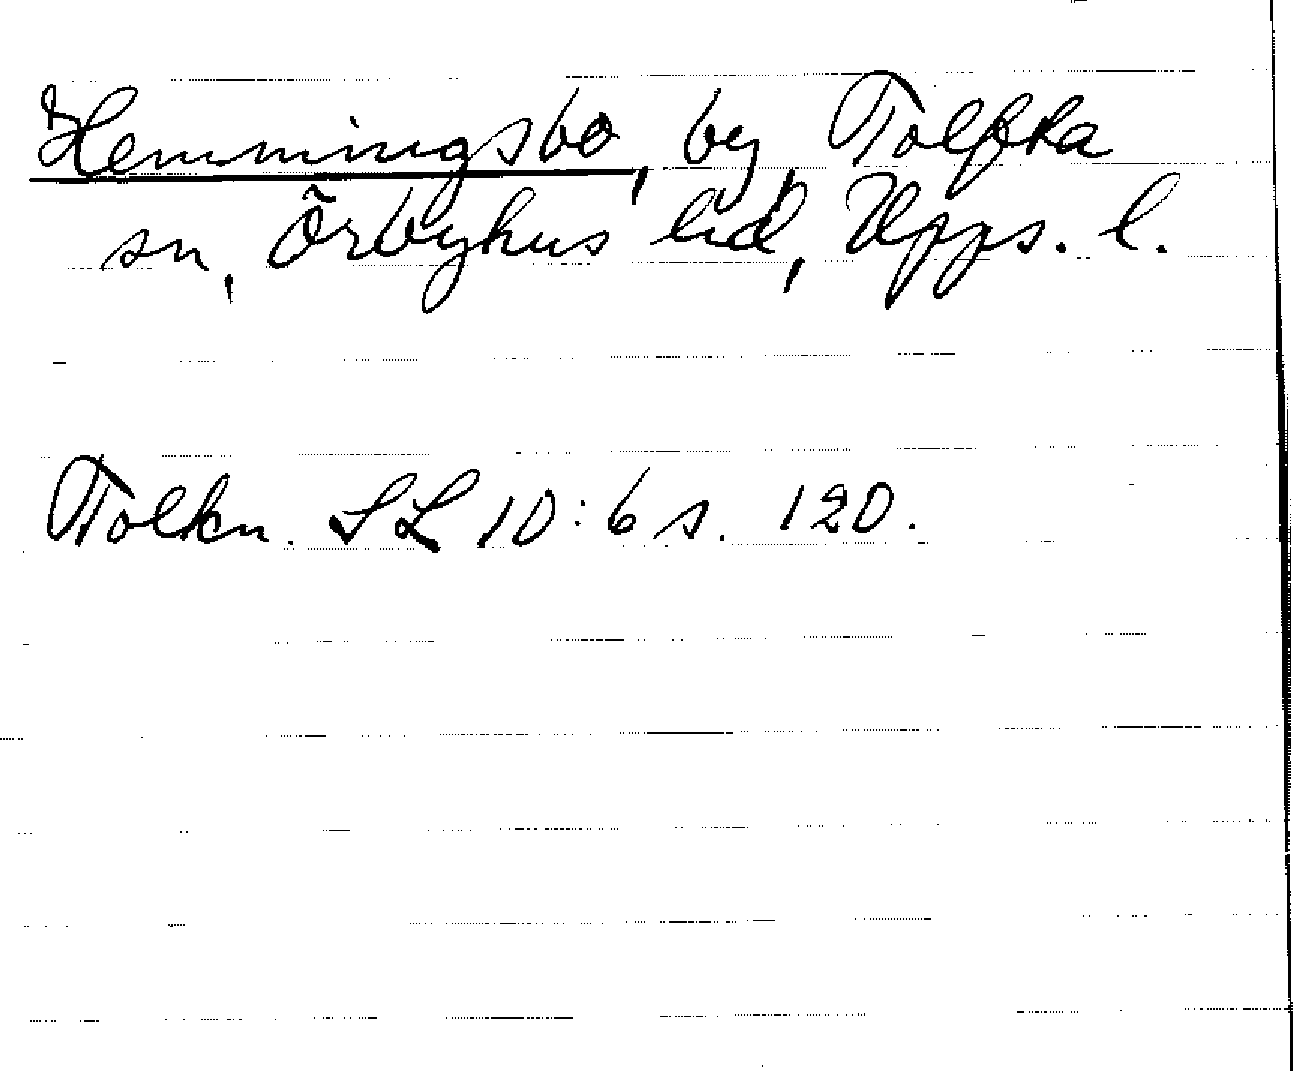 Hemmingsbo, by, Tolfta
sn, Örbyhus hd, Upps. l.
Tolkn. SL 10:6 s. 120.